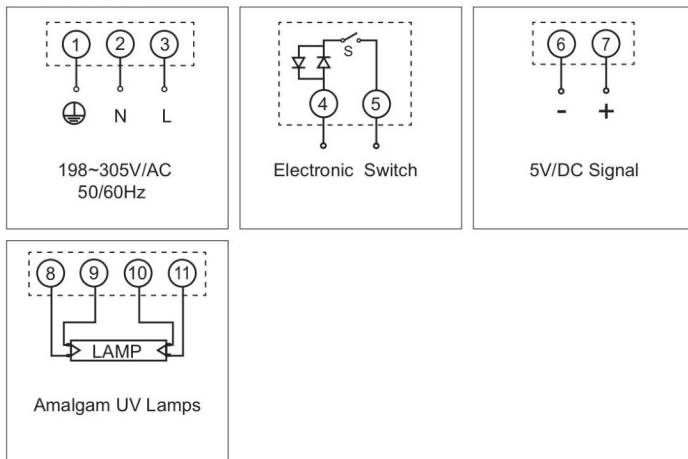 1 2 3
N L
198~305V/AC
50/60Hz
S
4 5
Electronic Switch
6 7
- +
5V/DC Signal
8 9 10 11
LAMP
Amalgam UV Lamps